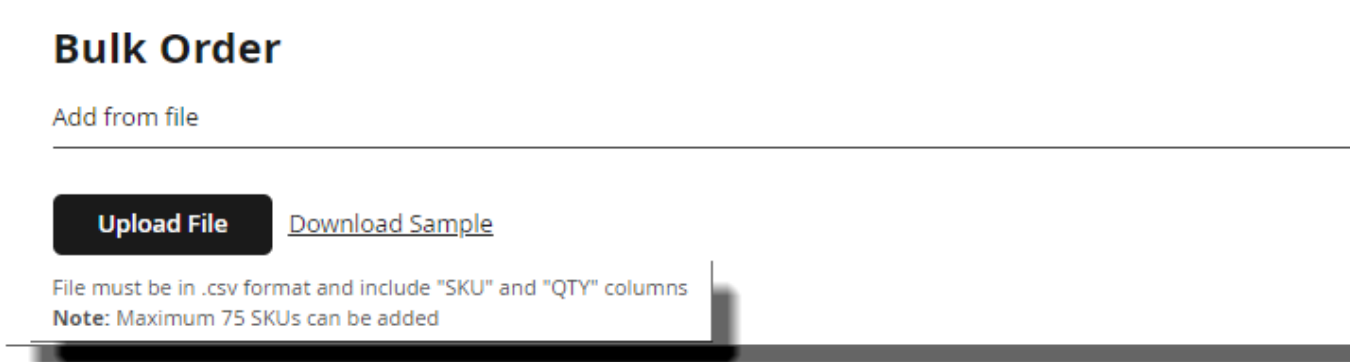 Bulk Order
Add from file
Upload File Download Sample
File must be in .csv format and include "SKU" and "QTY" columns
Note: Maximum 75 SKUs can be added